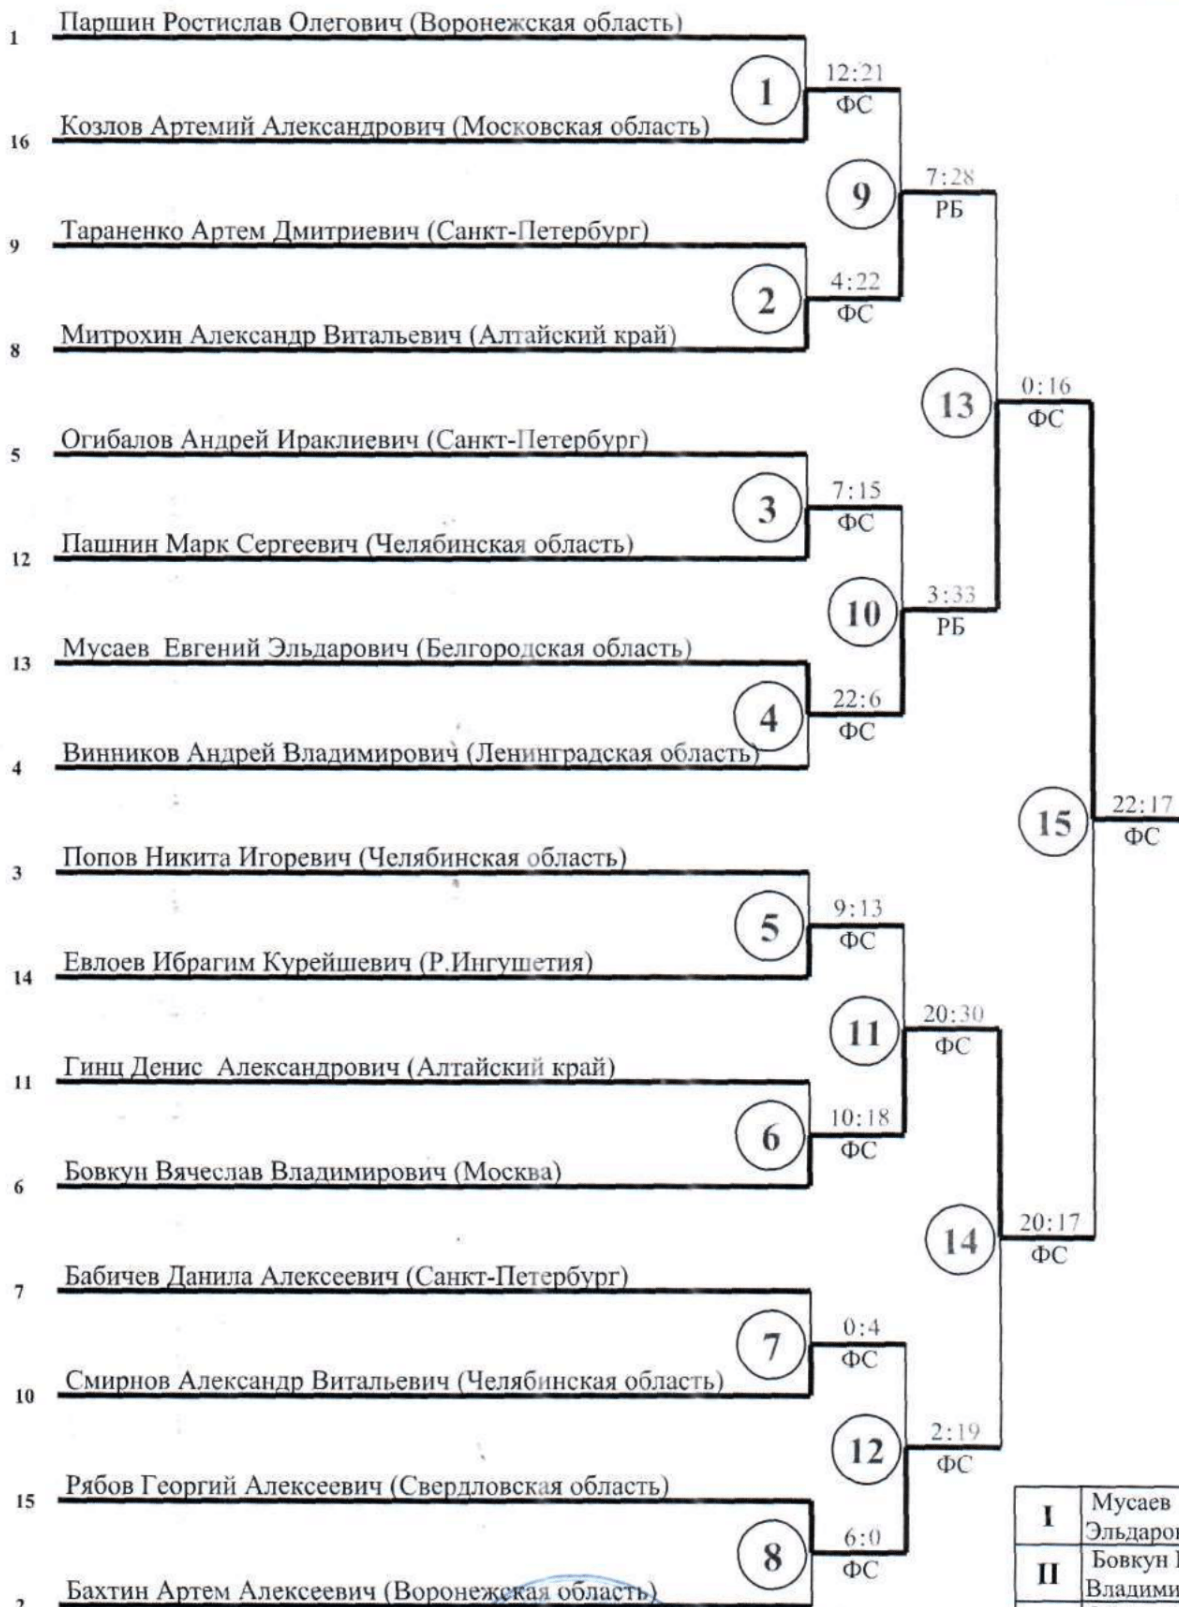 1 Паршин Ростислав Олегович (Воронежская область)
1 12:21
ФС
16 Козлов Артемий Александрович (Московская область)
9 7:28
РБ
9 Тараненко Артем Дмитриевич (Санкт-Петербург)
2 4:22
ФС
8 Митрохин Александр Витальевич (Алтайский край)
13 0:16
ФС
5 Огибалов Андрей Ираклиевич (Санкт-Петербург)
3 7:15
ФС
12 Пашнин Марк Сергеевич (Челябинская область)
10 3:33
РБ
13 Мусаев Евгений Эльдарович (Белгородская область)
4 22:6
ФС
4 Винников Андрей Владимирович (Ленинградская область)
15 22:17
ФС
3 Попов Никита Игоревич (Челябинская область)
5 9:13
ФС
14 Евлоев Ибрагим Курейшевич (Р.Ингушетия)
11 20:30
ФС
11 Гинц Денис Александрович (Алтайский край)
6 10:18
ФС
6 Бовкун Вячеслав Владимирович (Москва)
14 20:17
ФС
7 Бабичев Данила Алексеевич (Санкт-Петербург)
7 0:4
ФС
10 Смирнов Александр Витальевич (Челябинская область)
12 2:19
ФС
15 Рябов Георгий Алексеевич (Свердловская область)
8 6:0
ФС
2 Бахтин Артем Алексеевич (Воронежская область)
I Мусаев
Эльдаров
II Бовкун
Владими